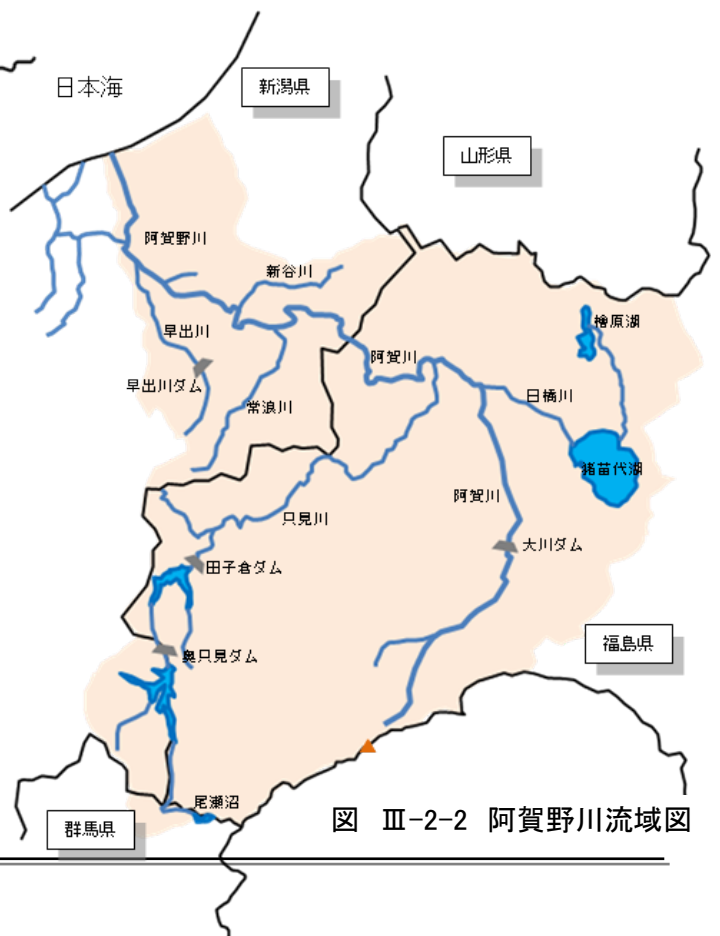 日本海
新潟県
山形県
阿賀野川
新谷川
檜原湖
早出川
阿賀川
早出川ダム
日橋川
常浪川
猪苗代湖
阿賀川
只見川
大川ダム
田子倉ダム
福島県
奥只見ダム
尾瀬沼
群馬県
図 Ⅲ-2-2 阿賀野川流域図